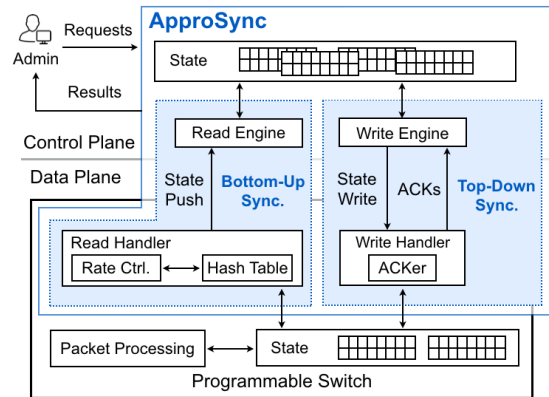 ApproSync
Requests
Admin
State
Results
Read Engine
Write Engine
Control Plane
Data Plane
State
Push
Bottom-Up
Sync.
State
Write
ACKs
Top-Down
Sync.
Read Handler
Rate Ctrl.
Hash Table
Write Handler
ACKer
Packet Processing
State
Programmable Switch